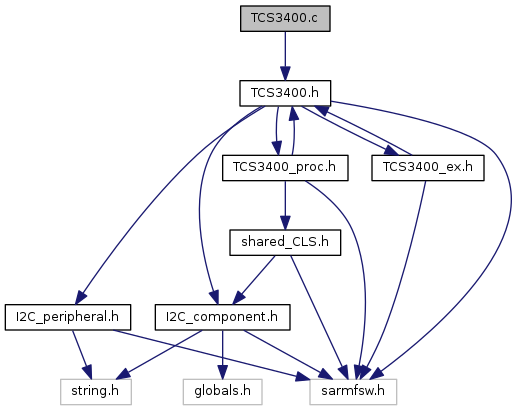 TCS3400.c
TCS3400.h
TCS3400_proc.h
TCS3400_ex.h
shared_CLS.h
I2C_peripheral.h
I2C_component.h
string.h
globals.h
sarmfsw.h